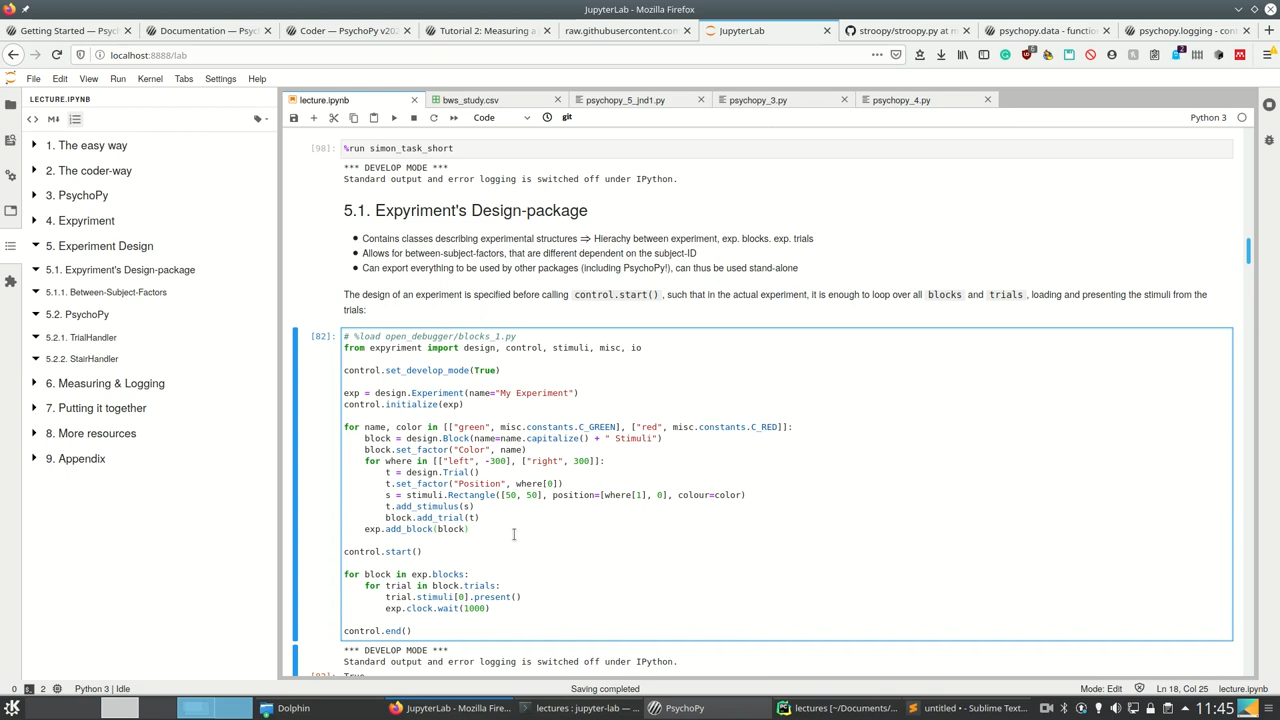 JupyterLab - Mozilla Firefox
Getting Started — Psyc
Documentation — Psyc
Coder — PsychoPy v202
Tutorial 2: Measuring a
raw.githubusercontent.com
JupyterLab
stroopy/stroopy.py at m
psychopy.data - function
psychopy.logging - cont
localhost:8888/lab
File Edit View Run Kernel Tabs Settings Help
LECTURE.IPYNB
1. The easy way
2. The coder-way
3. PsychoPy
4. Expyriment
5. Experiment Design
5.1. Expyriment's Design-package
5.1.1. Between-Subject-Factors
5.2. PsychoPy
5.2.1. TrialHandler
5.2.2. StairHandler
6. Measuring & Logging
7. Putting it together
8. More resources
9. Appendix
lecture.ipynb
bws_study.csv
psychopy_5_jnd1.py
psychopy_3.py
psychopy_4.py
Code
git
Python 3
[98]: %run simon_task_short
*** DEVELOP MODE ***
Standard output and error logging is switched off under IPython.
5.1. Expyriment's Design-package
Contains classes describing experimental structures ⇒ Hierachy between experiment, exp. blocks. exp. trials
Allows for between-subject-factors, that are different dependent on the subject-ID
Can export everything to be used by other packages (including PsychoPy!), can thus be used stand-alone
The design of an experiment is specified before calling control.start(), such that in the actual experiment, it is enough to loop over all blocks and trials, loading and presenting the stimuli from the
trials:
[82]: # %load open_debugger/blocks_1.py
from expyriment import design, control, stimuli, misc, io
control.set_develop_mode(True)
exp = design.Experiment(name="My Experiment")
control.initialize(exp)
for name, color in [["green", misc.constants.C_GREEN], ["red", misc.constants.C_RED]]:
block = design.Block(name=name.capitalize() + " Stimuli")
block.set_factor("Color", name)
for where in [["left", -300], ["right", 300]]:
t = design.Trial()
t.set_factor("Position", where[0])
s = stimuli.Rectangle([50, 50], position=[where[1], 0], colour=color)
t.add_stimulus(s)
block.add_trial(t)
exp.add_block(block)
control.start()
for block in exp.blocks:
for trial in block.trials:
trial.stimuli[0].present()
exp.clock.wait(1000)
control.end()
*** DEVELOP MODE ***
Standard output and error logging is switched off under IPython.
[82]: True
0 2 Python 3 | Idle
Saving completed
Mode: Edit
Ln 18, Col 25
lecture.ipynb
Dolphin
JupyterLab - Mozilla Firef...
lectures : jupyter-lab — ...
PsychoPy
lectures [~/Documents/...
untitled • - Sublime Text...
11:45